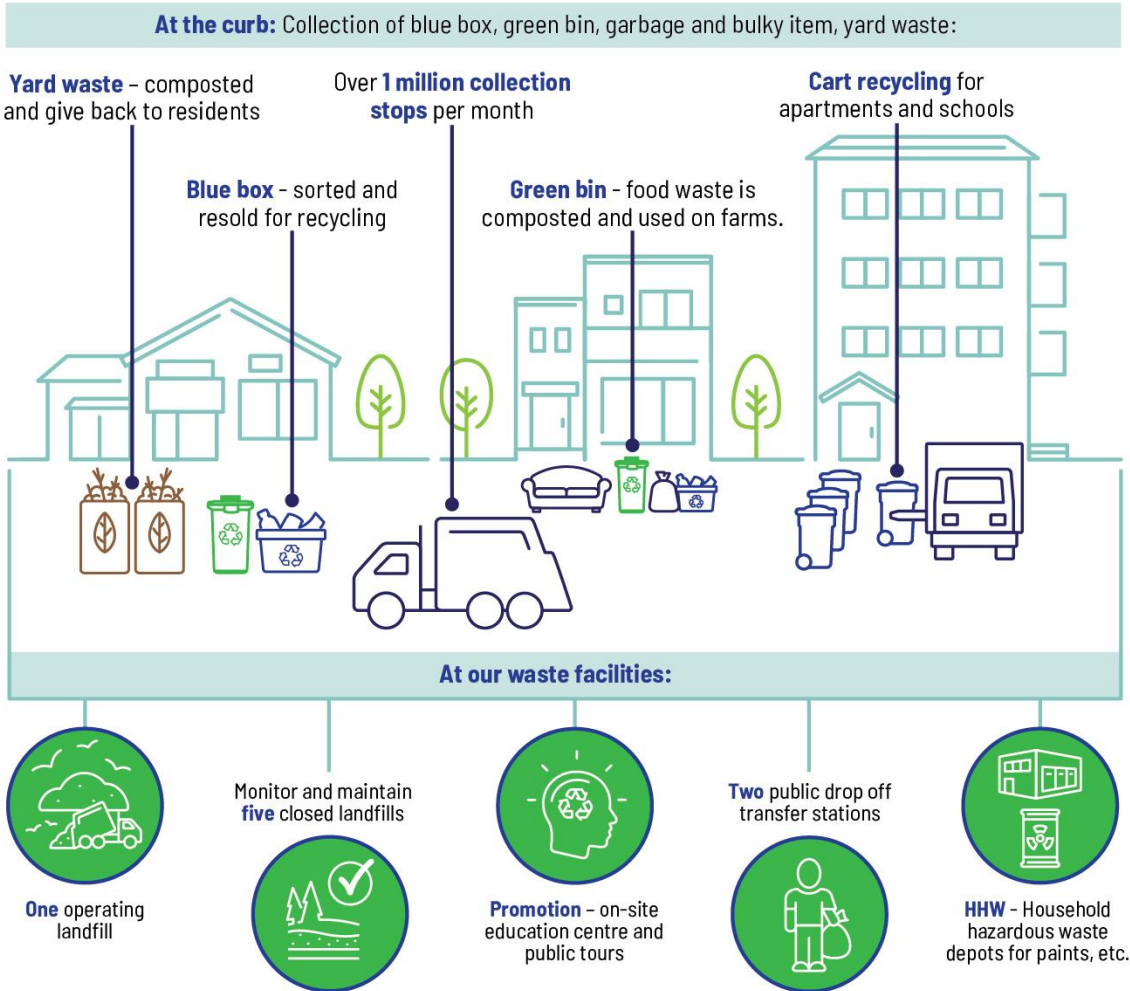 At the curb: Collection of blue box, green bin, garbage and bulky item, yard waste:
Yard waste – composted
and give back to residents
Over 1 million collection
stops per month
Cart recycling for
apartments and schools
Blue box - sorted and
resold for recycling
Green bin - food waste is
composted and used on farms.
At our waste facilities:
One operating
landfill
Monitor and maintain
five closed landfills
Promotion – on-site
education centre and
public tours
Two public drop off
transfer stations
HHW - Household
hazardous waste
depots for paints, etc.